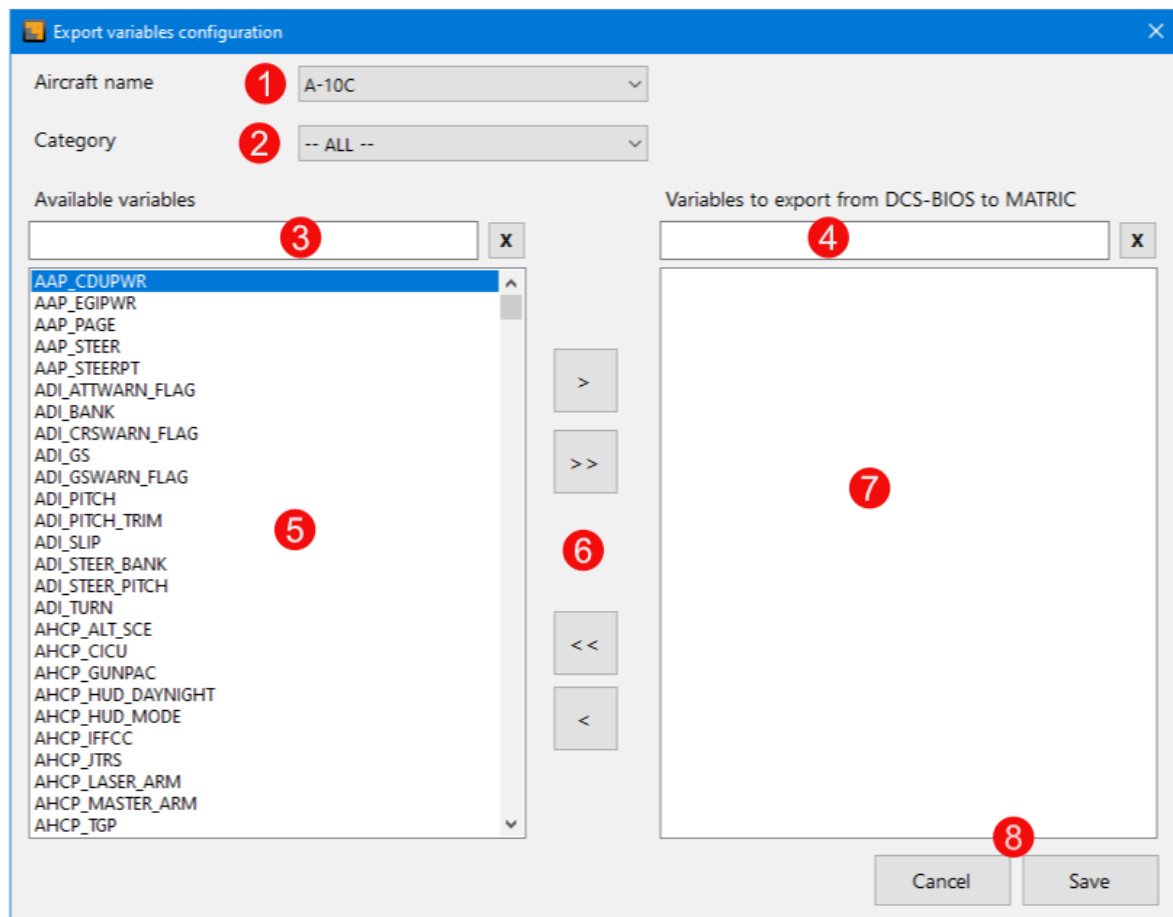 Export variables configuration
Aircraft name 1 A-10C
Category 2 -- ALL --
Available variables
3 X
Variables to export from DCS-BIOS to MATRIC
4 X
AAP_CDUPWR
AAP_EGIPWR
AAP_PAGE
AAP_STEER
AAP_STEERPT
ADI_ATTWARN_FLAG
ADI_BANK
ADI_CRSWARN_FLAG
ADI_GS
ADI_GSWARN_FLAG
ADI_PITCH
ADI_PITCH_TRIM
ADI_SLIP
ADI_STEER_BANK
ADI_STEER_PITCH
ADI_TURN
AHCP_ALT_SCE
AHCP_CICU
AHCP_GUNPAC
AHCP_HUD_DAYNIGHT
AHCP_HUD_MODE
AHCP_IFFCC
AHCP_JTRS
AHCP_LASER_ARM
AHCP_MASTER_ARM
AHCP_TGP
5
>
>>
6
<<
<
7
8
Cancel Save